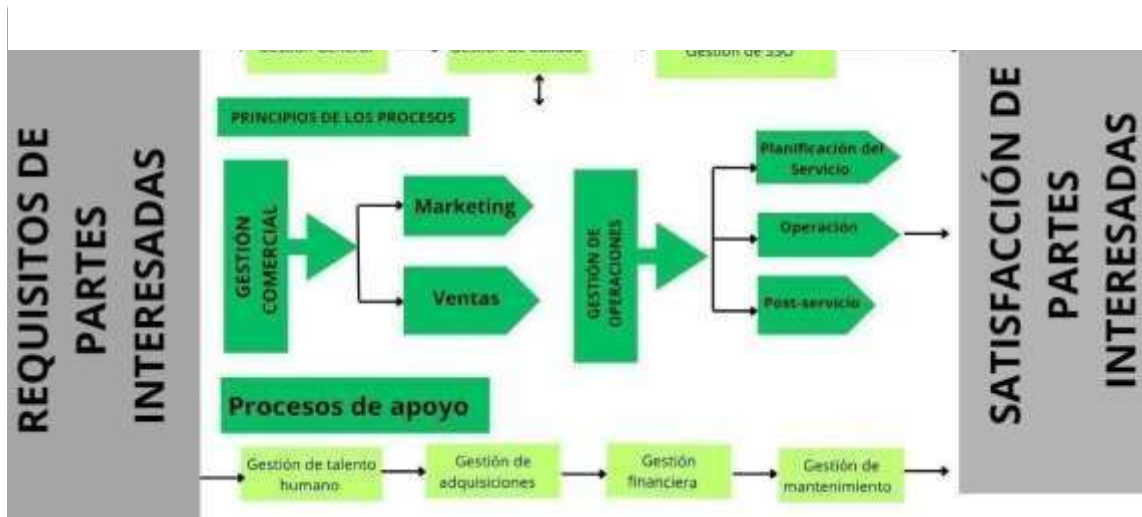 REQUISITOS DE
PARTES
INTERESADAS
Gestión de SSO
PRINCIPIOS DE LOS PROCESOS
GESTIÓN
COMERCIAL
Marketing
Ventas
GESTIÓN DE
OPERACIONES
Planificación del
Servicio
Operación
Post-servicio
Procesos de apoyo
Gestión de talento
humano
Gestión de
adquisiciones
Gestión
financiera
Gestión de
mantenimiento
SATISFACCIÓN DE
PARTES
INTERESADAS